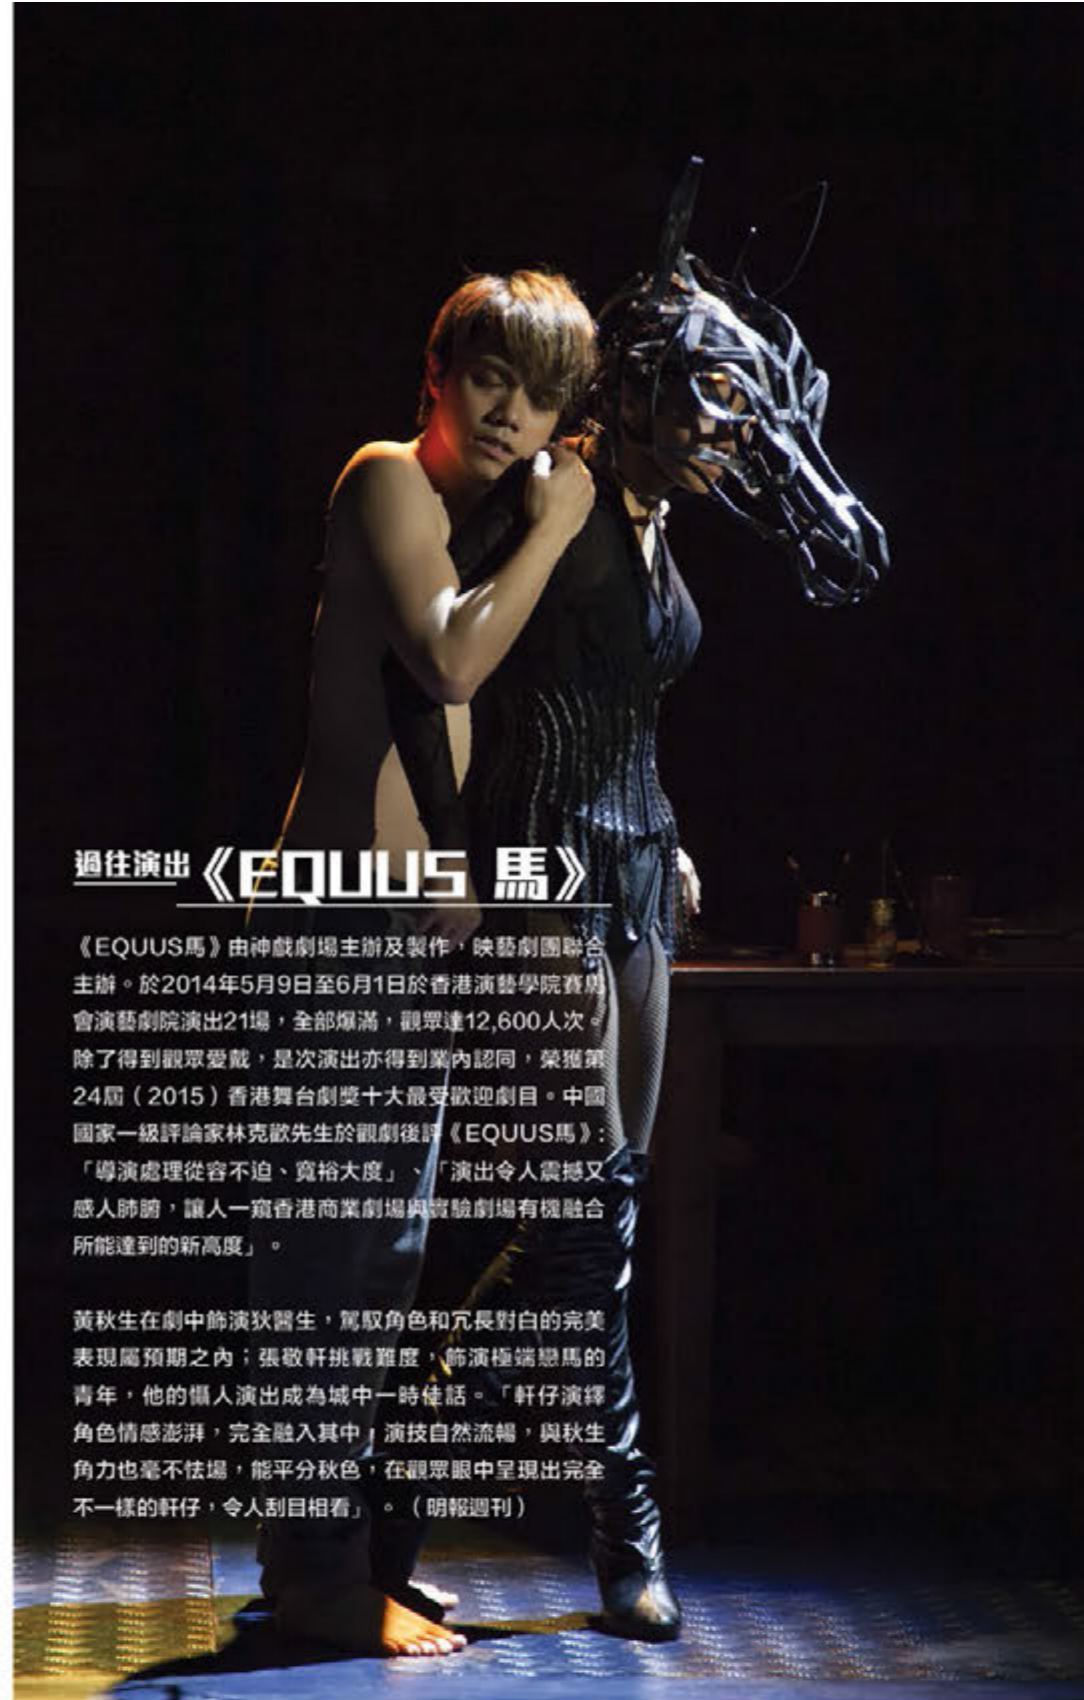 過往演出《EQUUS 馬》
《EQUUS馬》由神戲劇場主辦及製作，映藝劇團聯合
主辦。於2014年5月9日至6月1日於香港演藝學院賽馬
會演藝劇院演出21場，全部爆滿，觀眾達12,600人次。
除了得到觀眾愛戴，是次演出亦得到業內認同，榮獲第
24屆（2015）香港舞台劇獎十大最受歡迎劇目。中國
國家一級評論家林克歡先生於觀劇後評《EQUUS馬》:
「導演處理從容不迫、寬裕大度」、「演出令人震撼又
感人肺腑，讓人一窺香港商業劇場與實驗劇場有機融合
所能達到的新高度」。
黃秋生在劇中飾演狄醫生，駕馭角色和冗長對白的完美
表現屬預期之內；張敬軒挑戰難度，飾演極端戀馬的
青年，他的懾人演出成為城中一時佳話。「軒仔演繹
角色情感澎湃，完全融入其中，演技自然流暢，與秋生
角力也毫不怯場，能平分秋色，在觀眾眼中呈現出完全
不一樣的軒仔，令人刮目相看」。（明報週刊）